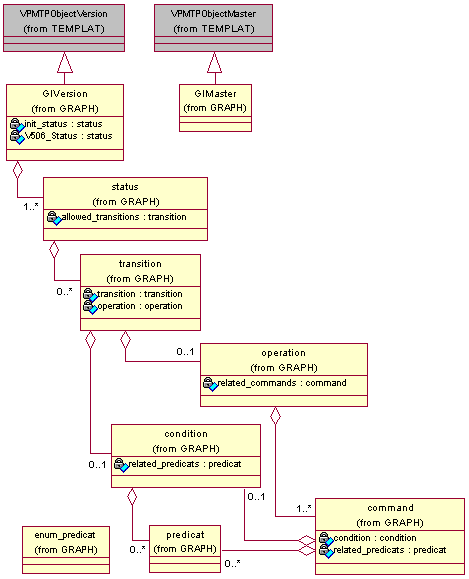 VPMTPObjectVersion
(from TEMPLAT)
VPMTPObjectMaster
(from TEMPLAT)
GIVersion
(from GRAPH)
init_status : status
V506_Status : status
GIMaster
(from GRAPH)
1..*
status
(from GRAPH)
allowed_transitions : transition
0..*
transition
(from GRAPH)
transition : transition
operation : operation
0..1
operation
(from GRAPH)
related_commands : command
0..1
condition
(from GRAPH)
related_predicats : predicat
0..1
1..*
command
(from GRAPH)
condition : condition
related_predicats : predicat
enum_predicat
(from GRAPH)
0..*
predicat
(from GRAPH)
0..*